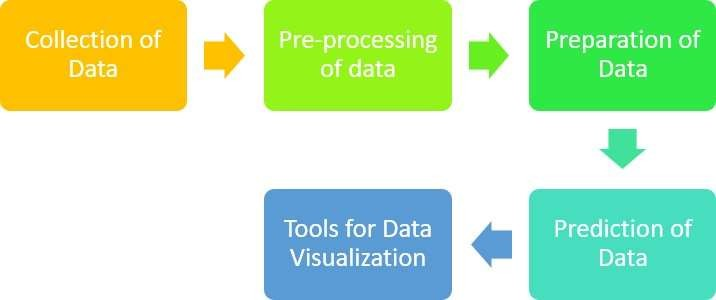 Collection of
Data
Pre-processing
of data
Preparation of
Data
Prediction of
Data
Tools for Data
Visualization